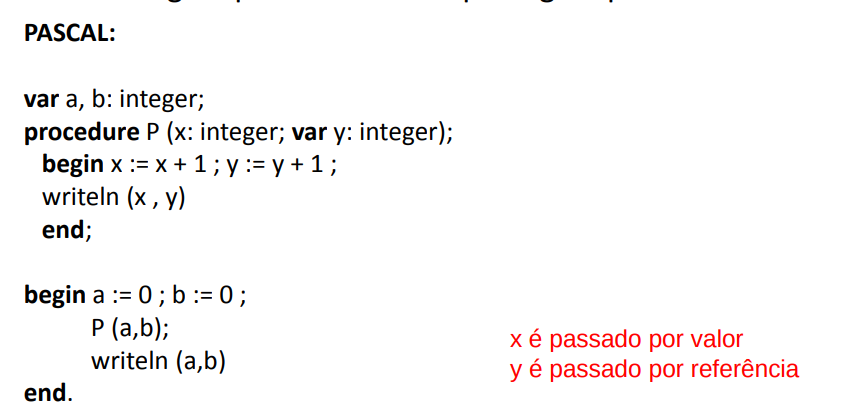 PASCAL:
var a, b: integer;
procedure P (x: integer; var y: integer);
begin x := x + 1 ; y := y + 1 ;
writeln (x , y)
end;
begin a := 0 ; b := 0 ;
P (a,b);
writeln (a,b)
end.
x é passado por valor
y é passado por referência